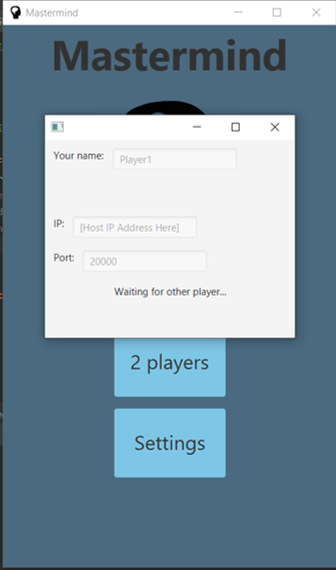 Mastermind
Mastermind
Your name: Player1
IP: [Host IP Address Here]
Port: 20000
Waiting for other player...
2 players
Settings